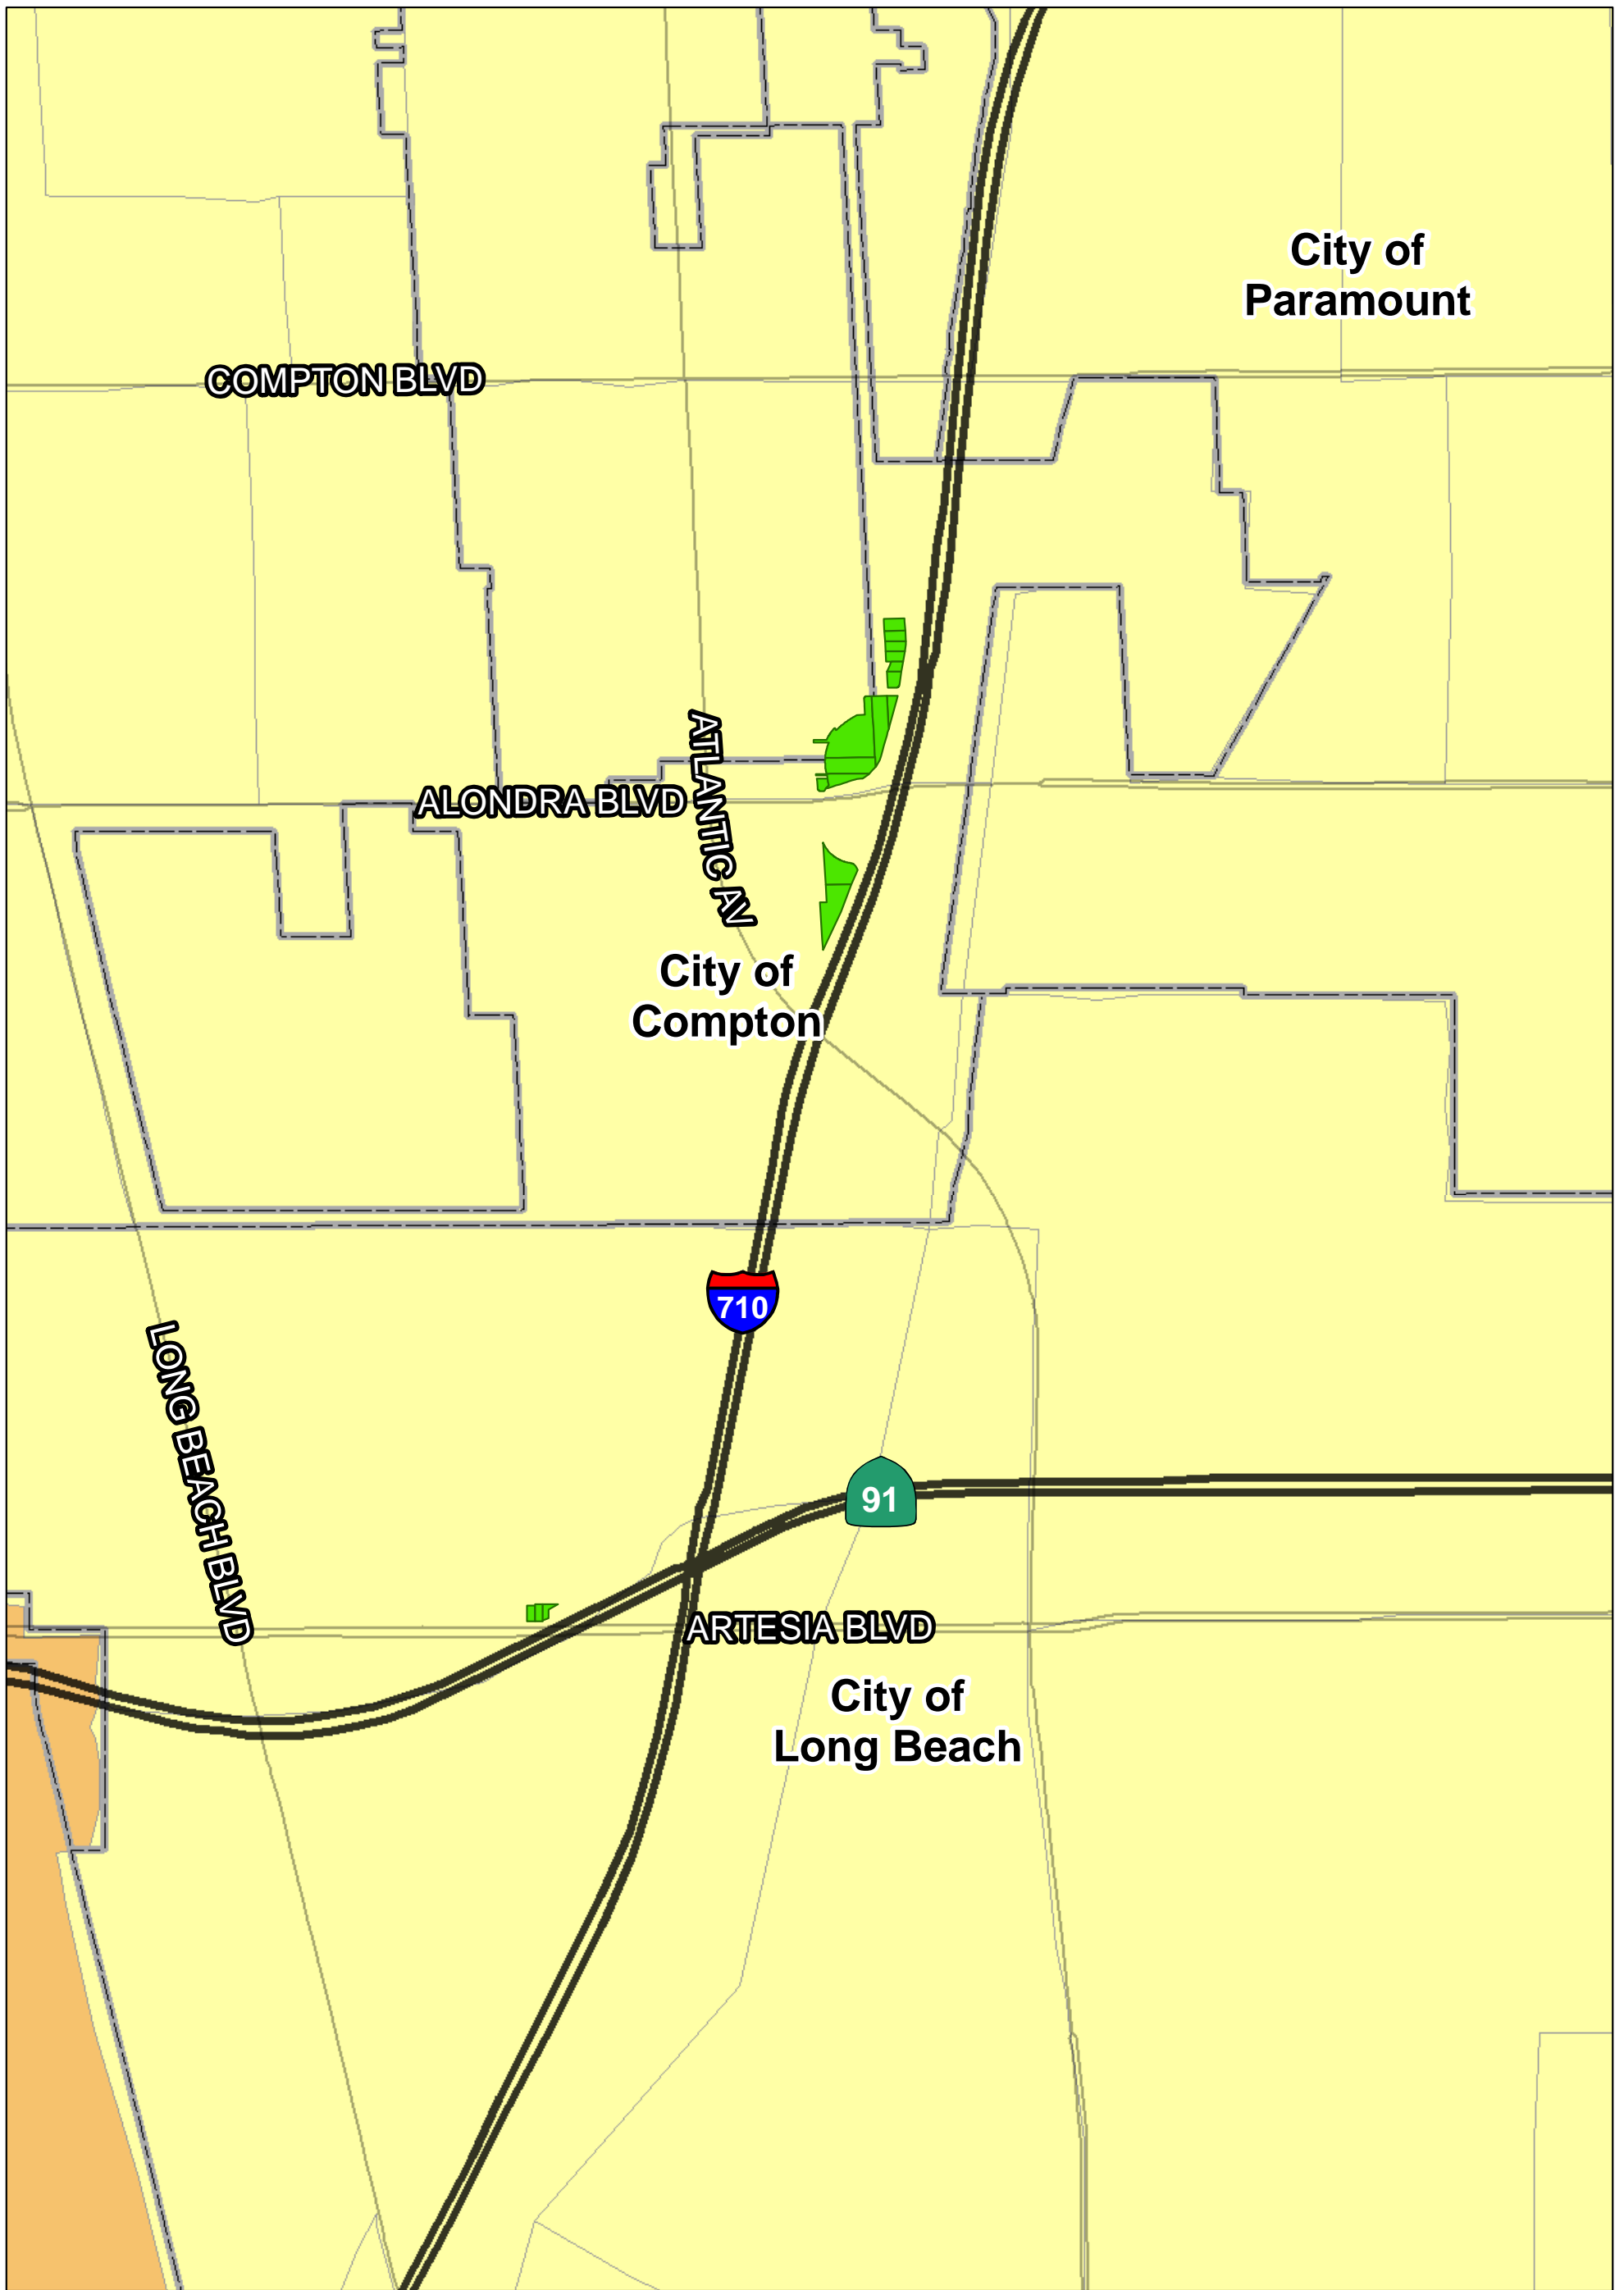 City of
Paramount
COMPTON BLVD
ATLANTIC AV
ALONDRA BLVD
City of
Compton
710
LONG BEACH BLVD
91
ARTESIA BLVD
City of
Long Beach